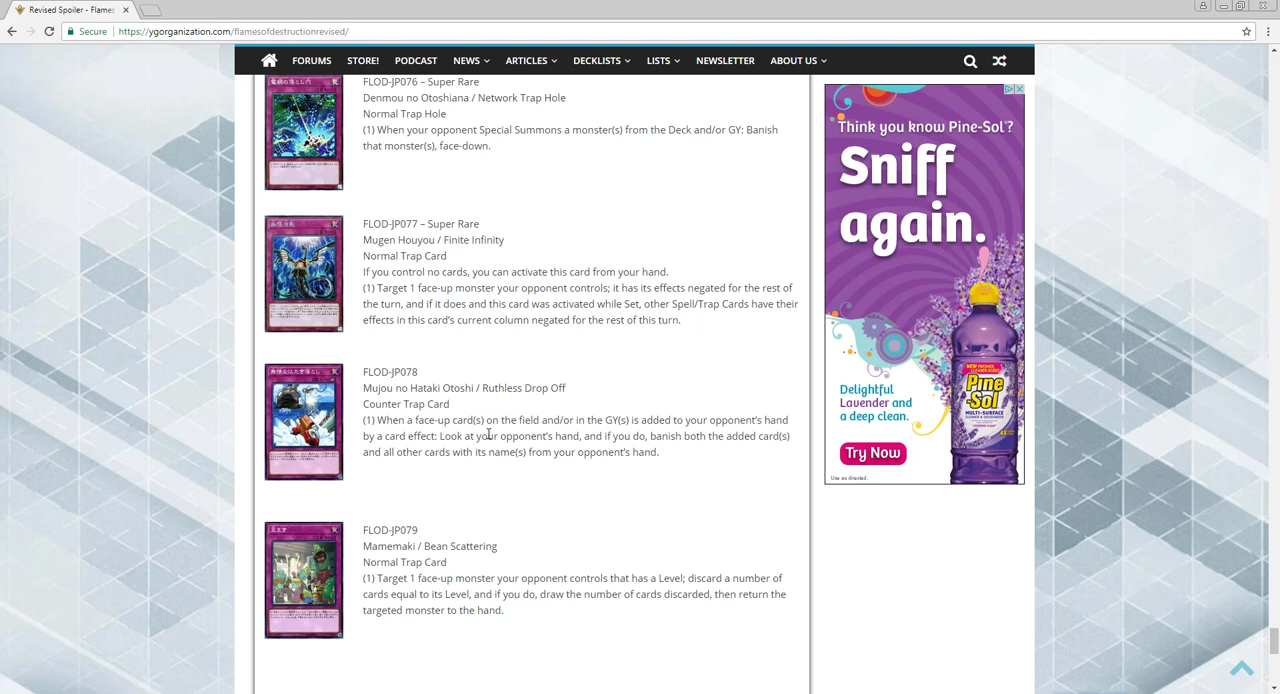 Revised Spoiler - Flames
Secure
https://ygorganization.com/flamesofdestructionrevised/
FORUMS
STORE!
PODCAST
NEWS
ARTICLES
DECKLISTS
LISTS
NEWSLETTER
ABOUT US
FLOD-JP076 – Super Rare
Denmou no Otoshiana / Network Trap Hole
Normal Trap Hole
(1) When your opponent Special Summons a monster(s) from the Deck and/or GY: Banish
that monster(s), face-down.
FLOD-JP077 – Super Rare
Mugen Houyou / Finite Infinity
Normal Trap Card
If you control no cards, you can activate this card from your hand.
(1) Target 1 face-up monster your opponent controls; it has its effects negated for the rest of
the turn, and if it does and this card was activated while Set, other Spell/Trap Cards have their
effects in this card's current column negated for the rest of this turn.
FLOD-JP078
Mujou no Hataki Otoshi / Ruthless Drop Off
Counter Trap Card
(1) When a face-up card(s) on the field and/or in the GY(s) is added to your opponent's hand
by a card effect: Look at your opponent's hand, and if you do, banish both the added card(s)
and all other cards with its name(s) from your opponent's hand.
FLOD-JP079
Mamemaki / Bean Scattering
Normal Trap Card
(1) Target 1 face-up monster your opponent controls that has a Level; discard a number of
cards equal to its Level, and if you do, draw the number of cards discarded, then return the
targeted monster to the hand.
Think you know Pine-Sol®?
Sniff
again.
Delightful
Lavender and
a deep clean.
Try Now
Use as directed.
Pine
-Sol
MULTI-SURFACE